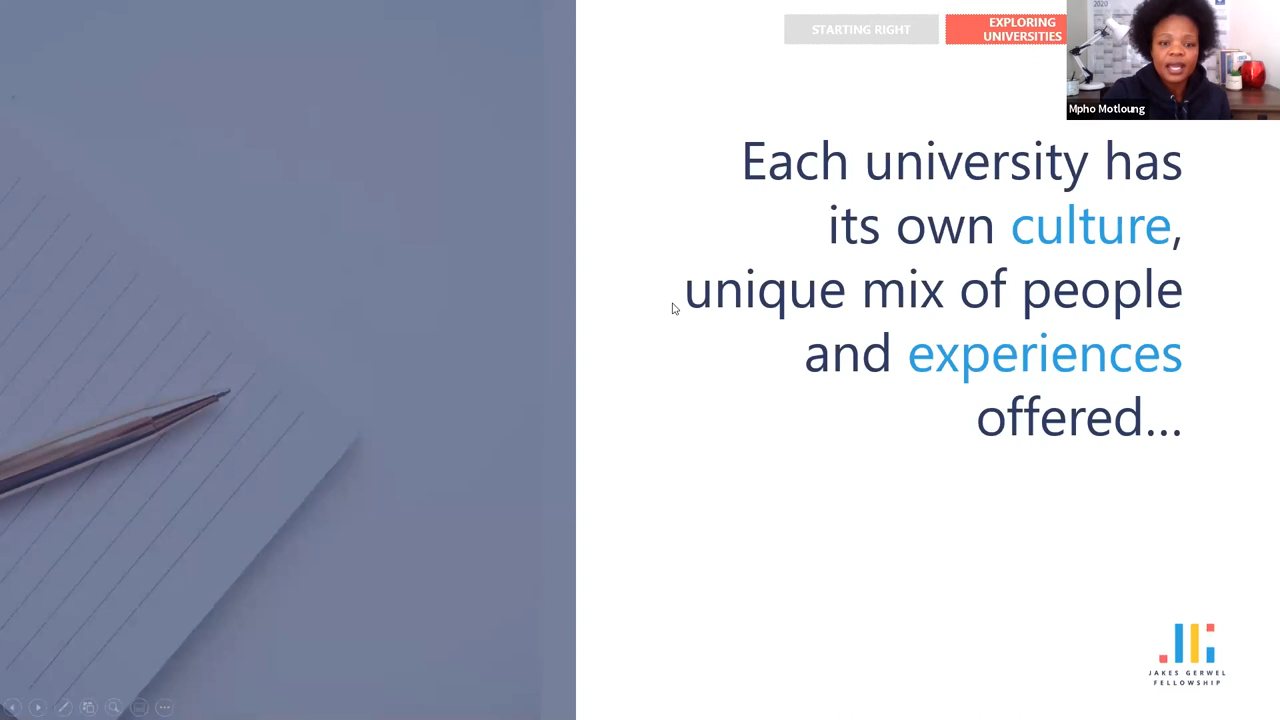 STARTING RIGHT
EXPLORING
UNIVERSITIES
2020
Mpho Motloung
Each university has
its own culture,
unique mix of people
and experiences
offered...
JAKES GERWEL
FELLOWSHIP